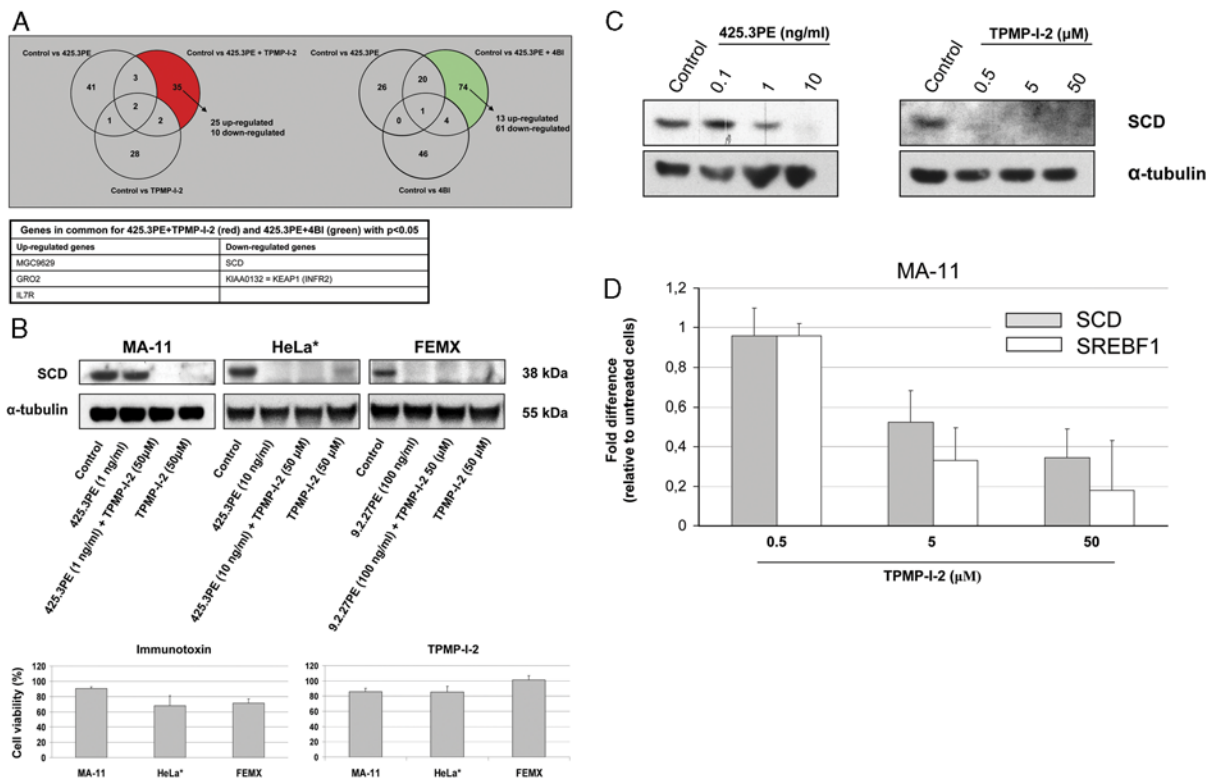 A
Control vs 425.3PE
Control vs 425.3PE + TPMP-I-2
41
3
35
2
1
2
28
25 up-regulated
10 down-regulated
Control vs TPMP-I-2
Control vs 425.3PE
Control vs 425.3PE + 4BI
26
20
74
1
0
4
46
13 up-regulated
61 down-regulated
Control vs 4BI
Genes in common for 425.3PE+TPMP-I-2 (red) and 425.3PE+4BI (green) with p<0.05
Up-regulated genes Down-regulated genes
MGC9629 SCD
GRO2 KIAA0132 = KEAP1 (INFR2)
IL7R
B
MA-11 HeLa* FEMX
SCD 38 kDa
α-tubulin 55 kDa
Control
425.3PE (1 ng/ml)
425.3PE (1 ng/ml) + TPMP-I-2 (50µM)
TPMP-I-2 (50µM)
Control
425.3PE (10 ng/ml)
425.3PE (10 ng/ml) + TPMP-I-2 (50 µM)
TPMP-I-2 (50 µM)
Control
9.2.27PE (100 ng/ml)
9.2.27PE (100 ng/ml) + TPMP-I-2 50 µM)
TPMP-I-2 (50 µM)
Immunotoxin
Cell viability (%)
120
100
80
60
40
20
0
MA-11 HeLa* FEMX
TPMP-I-2
120
100
80
60
40
20
0
MA-11 HeLa* FEMX
C
425.3PE (ng/ml)
Control 0.1 1 10
TPMP-I-2 (µM)
Control 0.5 5 50
SCD
α-tubulin
D
MA-11
Fold difference
(relative to untreated cells)
1,2
1
0,8
0,6
0,4
0,2
0
SCD
SREBF1
0.5 5 50
TPMP-I-2 (µM)